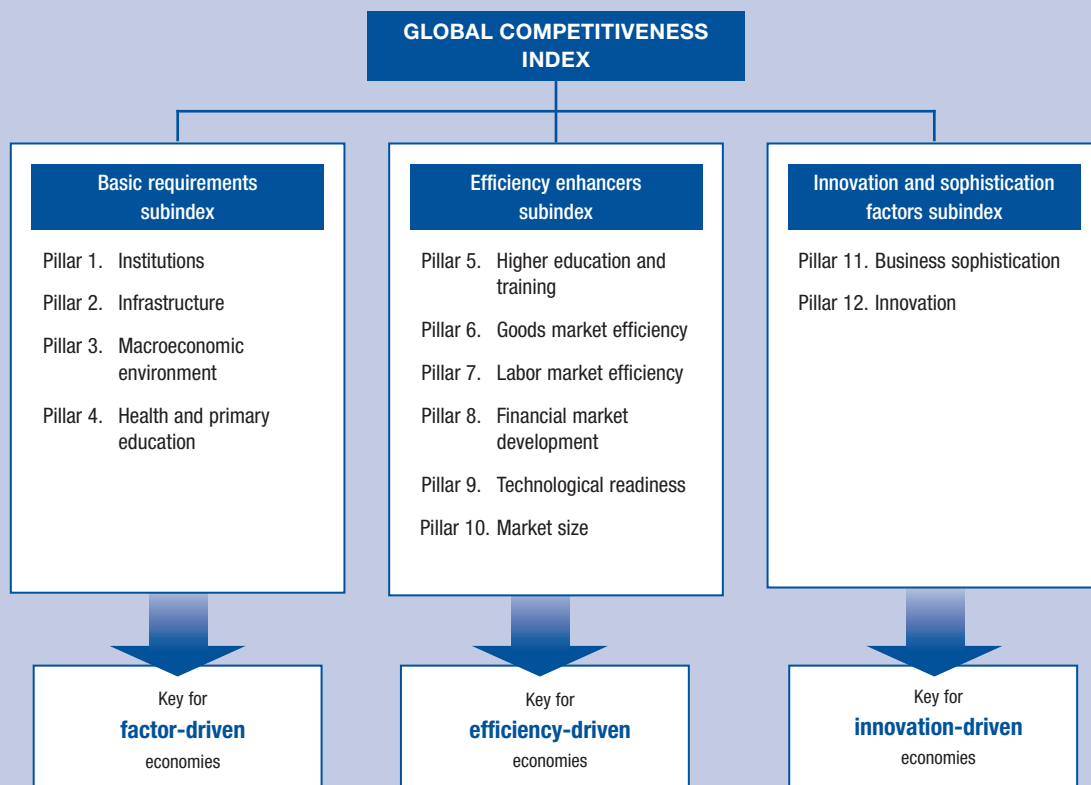 GLOBAL COMPETITIVENESS
INDEX
Basic requirements
subindex
Pillar 1. Institutions
Pillar 2. Infrastructure
Pillar 3. Macroeconomic
environment
Pillar 4. Health and primary
education
Key for
factor-driven
economies
Efficiency enhancers
subindex
Pillar 5. Higher education and
training
Pillar 6. Goods market efficiency
Pillar 7. Labor market efficiency
Pillar 8. Financial market
development
Pillar 9. Technological readiness
Pillar 10. Market size
Key for
efficiency-driven
economies
Innovation and sophistication
factors subindex
Pillar 11. Business sophistication
Pillar 12. Innovation
Key for
innovation-driven
economies